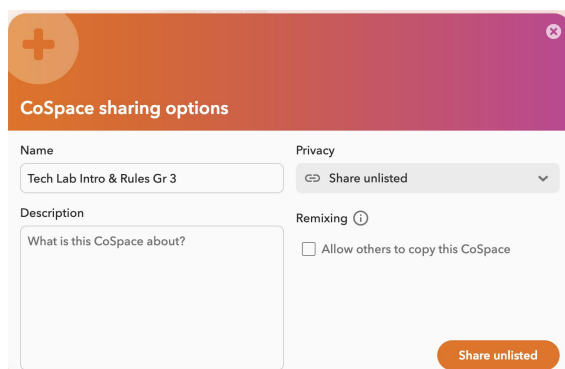 CoSpace sharing options
Name
Privacy
Tech Lab Intro & Rules Gr 3
Share unlisted
Description
Remixing
What is this CoSpace about?
Allow others to copy this CoSpace
Share unlisted